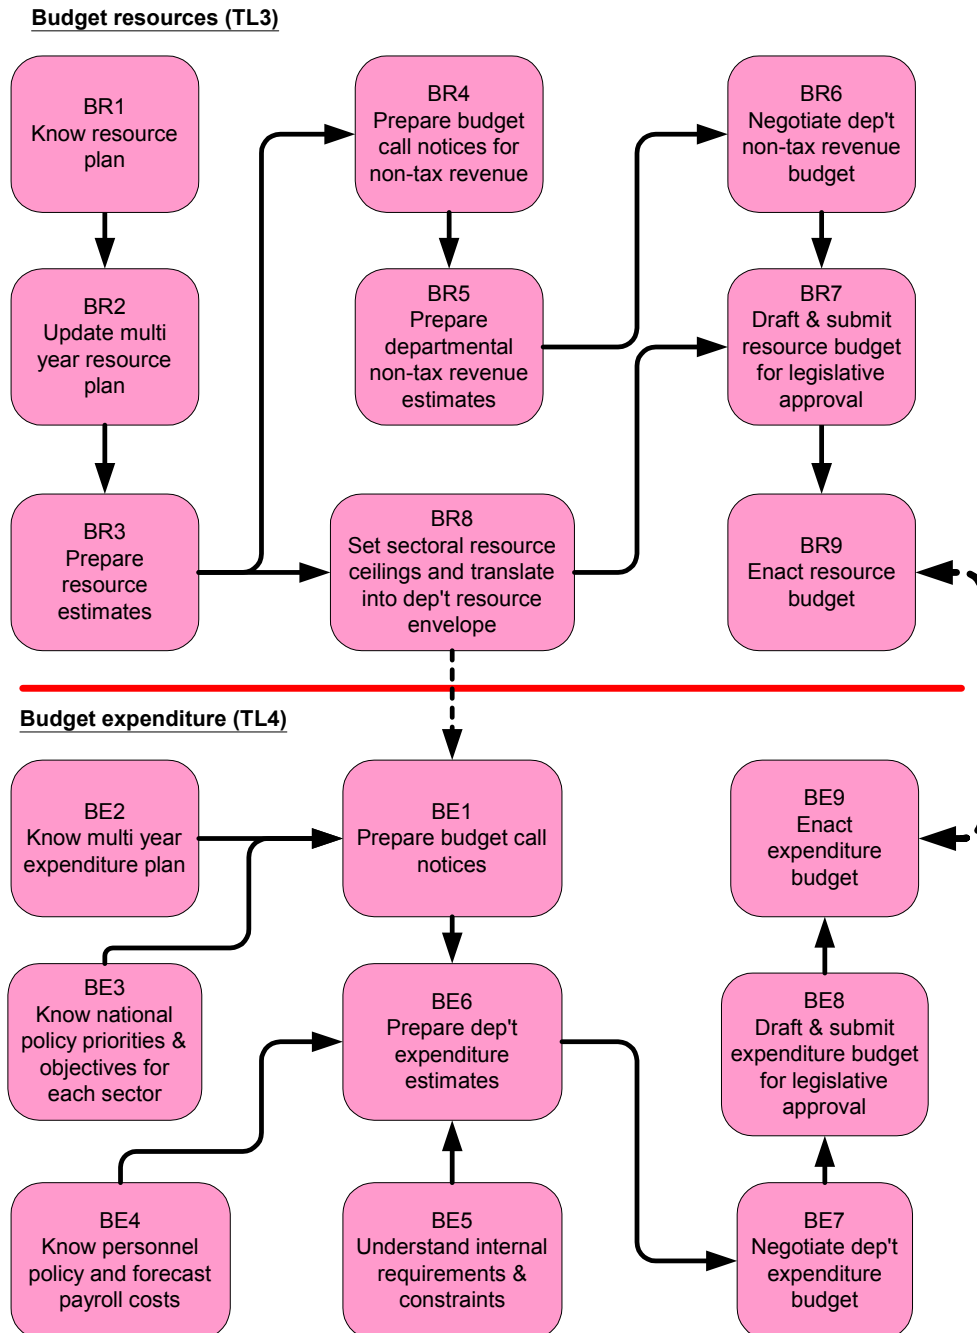 Budget resources (TL3)
BR1
Know resource
plan
BR4
Prepare budget
call notices for
non-tax revenue
BR6
Negotiate dep't
non-tax revenue
budget
BR2
Update multi
year resource
plan
BR5
Prepare
departmental
non-tax revenue
estimates
BR7
Draft & submit
resource budget
for legislative
approval
BR3
Prepare
resource
estimates
BR8
Set sectoral resource
ceilings and translate
into dep't resource
envelope
BR9
Enact resource
budget
Budget expenditure (TL4)
BE2
Know multi year
expenditure plan
BE1
Prepare budget call
notices
BE9
Enact
expenditure
budget
BE3
Know national
policy priorities &
objectives for
each sector
BE6
Prepare dep't
expenditure
estimates
BE8
Draft & submit
expenditure budget
for legislative
approval
BE4
Know personnel
policy and forecast
payroll costs
BE5
Understand internal
requirements &
constraints
BE7
Negotiate dep't
expenditure
budget